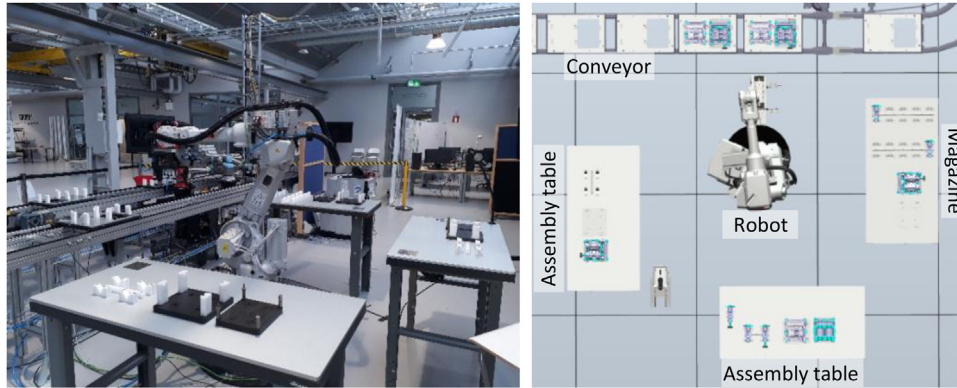 Conveyor
Assembly table
Robot
Magazine
Assembly table